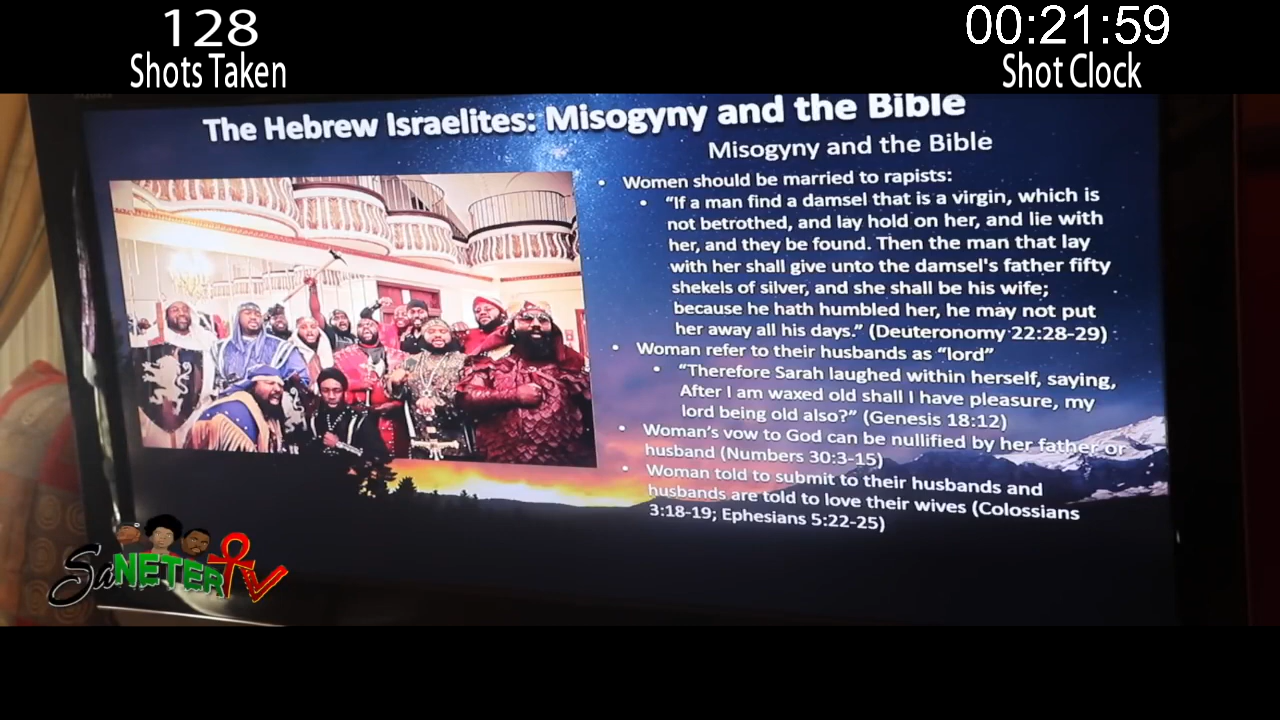 128
Shots Taken
00:21:59
Shot Clock
The Hebrew Israelites: Misogyny and the Bible
Misogyny and the Bible
• Women should be married to rapists:
• "If a man find a damsel that is a virgin, which is
not betrothed, and lay hold on her, and lie with
her, and they be found. Then the man that lay
with her shall give unto the damsel's father fifty
shekels of silver, and she shall be his wife;
because he hath humbled her, he may not put
her away all his days." (Deuteronomy 22:28-29)
• Woman refer to their husbands as "lord"
• "Therefore Sarah laughed within herself, saying,
After I am waxed old shall I have pleasure, my
lord being old also?" (Genesis 18:12)
• Woman's vow to God can be nullified by her father or
husband (Numbers 30:3-15)
• Woman told to submit to their husbands and
husbands are told to love their wives (Colossians
3:18-19; Ephesians 5:22-25)
SaNETERTV